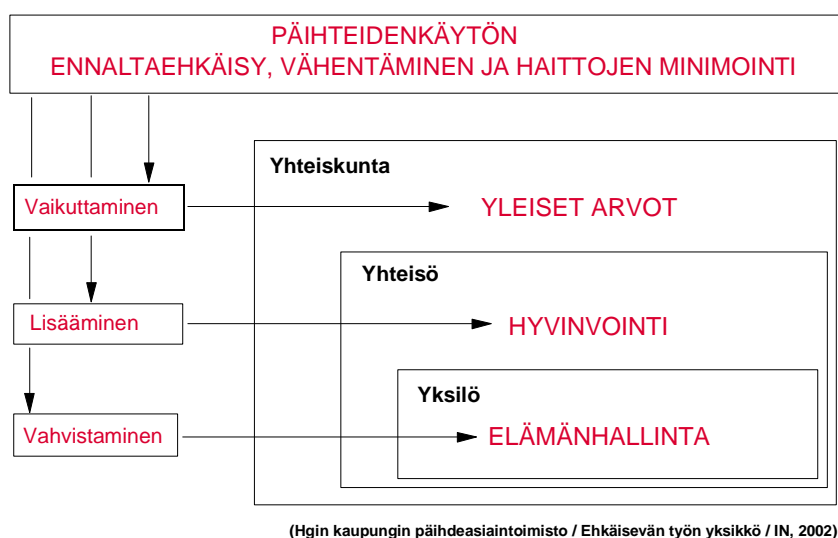 PÄIHTEIDENKÄYTÖN
ENNALTAEHKÄISY, VÄHENTÄMINEN JA HAITTOJEN MINIMOINTI
Yhteiskunta
Vaikuttaminen
YLEISET ARVOT
Yhteisö
Lisääminen
HYVINVOINTI
Yksilö
Vahvistaminen
ELÄMÄNHALLINTA
(Hgin kaupungin päihdeasiaintoimisto / Ehkäisevän työn yksikkö / IN, 2002)